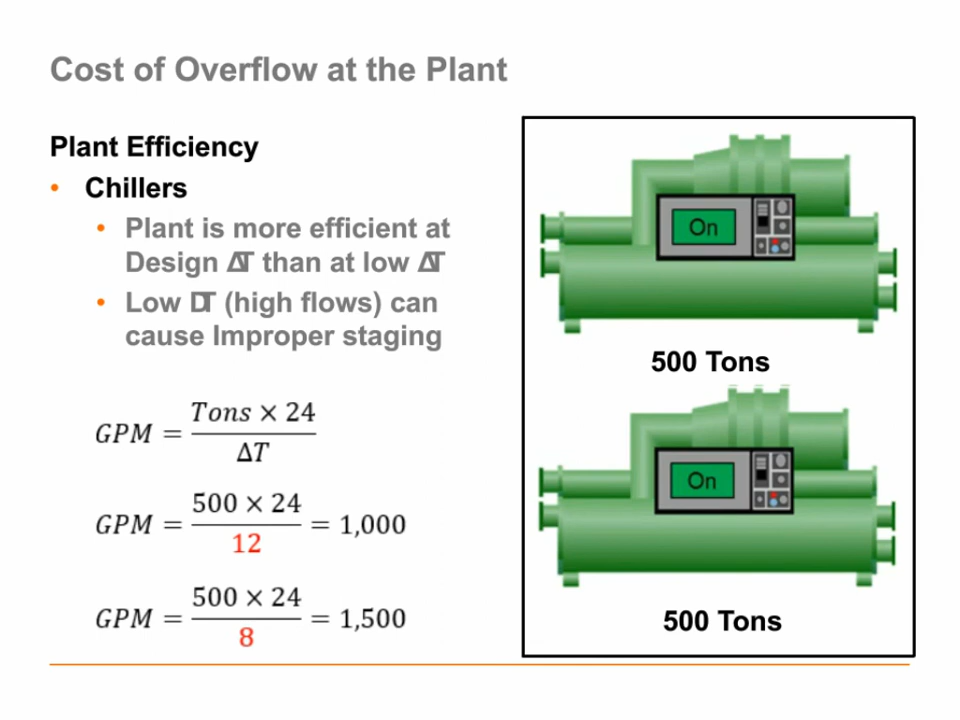 Cost of Overflow at the Plant
Plant Efficiency
• Chillers
• Plant is more efficient at
Design ΔT than at low ΔT
• Low DT (high flows) can
cause Improper staging
GPM = Tons × 24 / ΔT
GPM = 500 × 24 / 12 = 1,000
GPM = 500 × 24 / 8 = 1,500
On
500 Tons
On
500 Tons